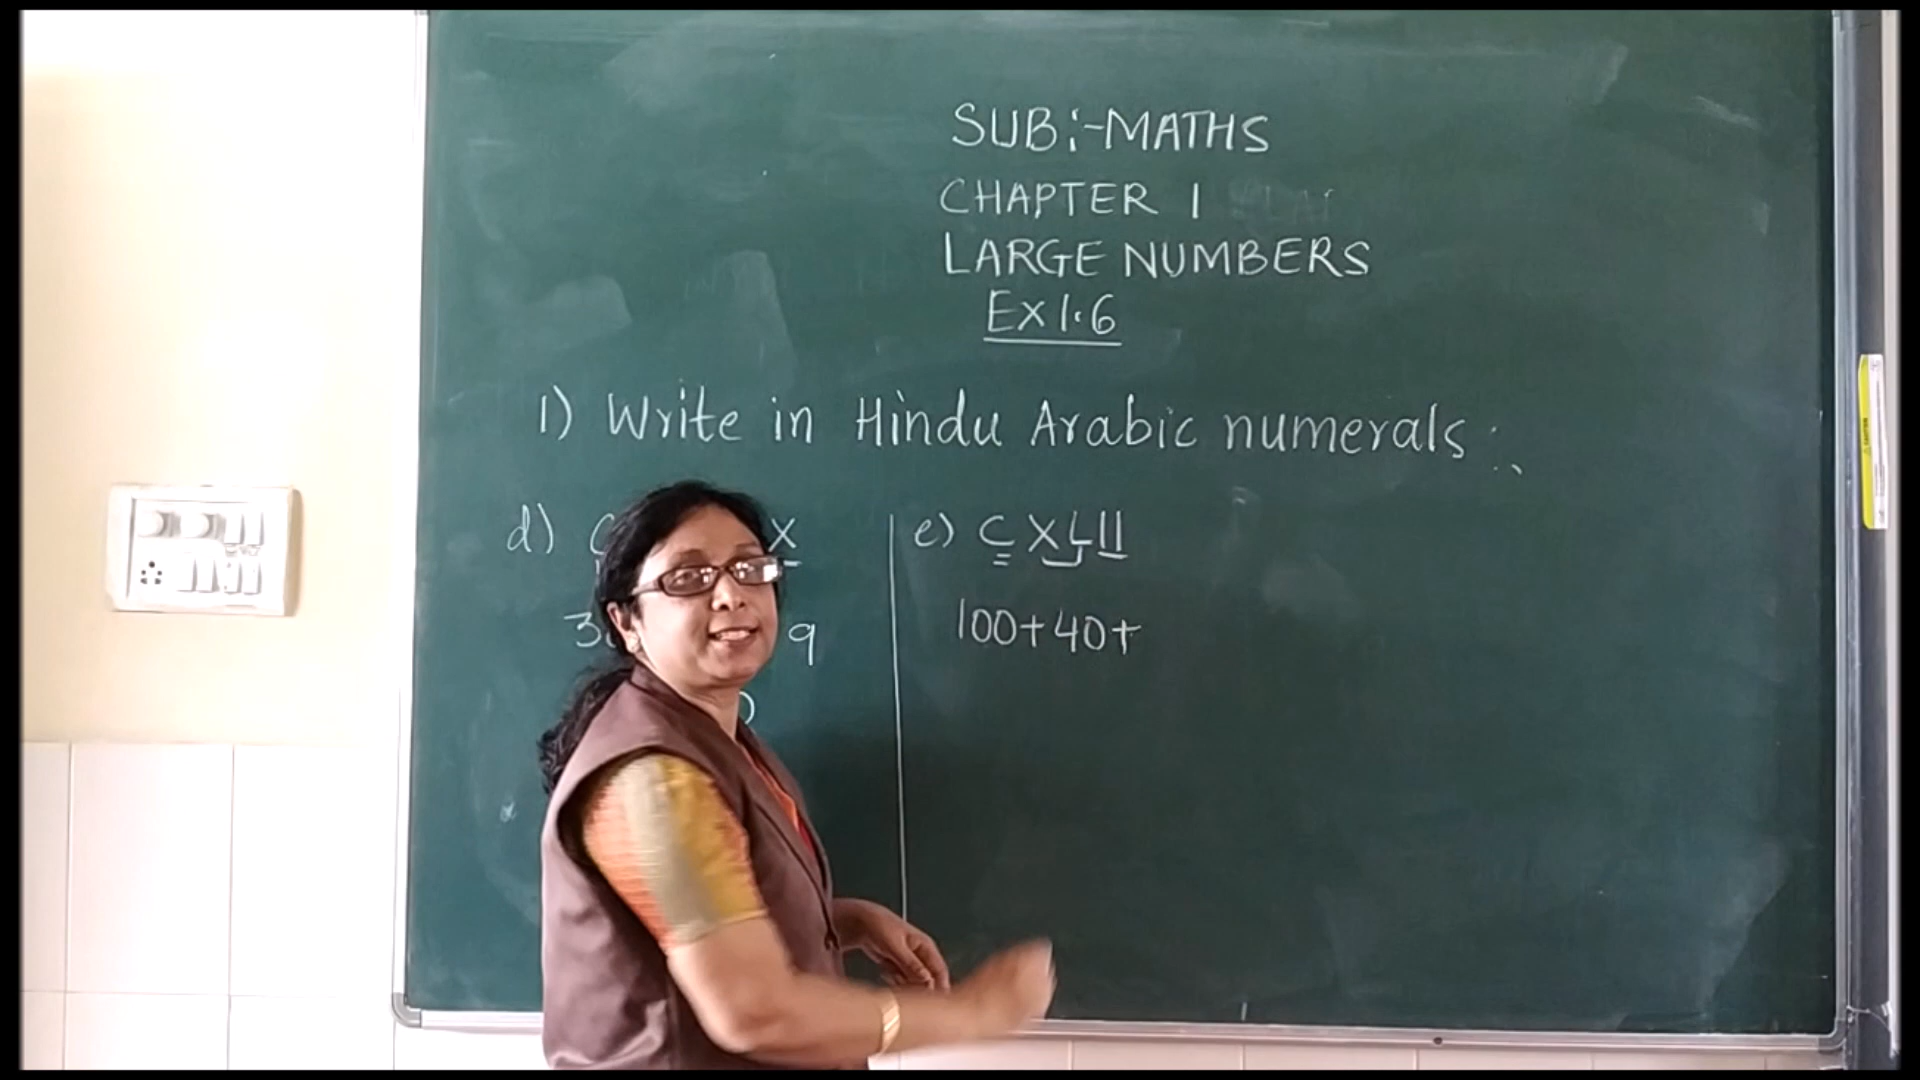 SUB:-MATHS
CHAPTER 1
LARGE NUMBERS
EX 1.6
1) Write in Hindu Arabic numerals :
d) C X
3 9
e) CXLII
100+40+